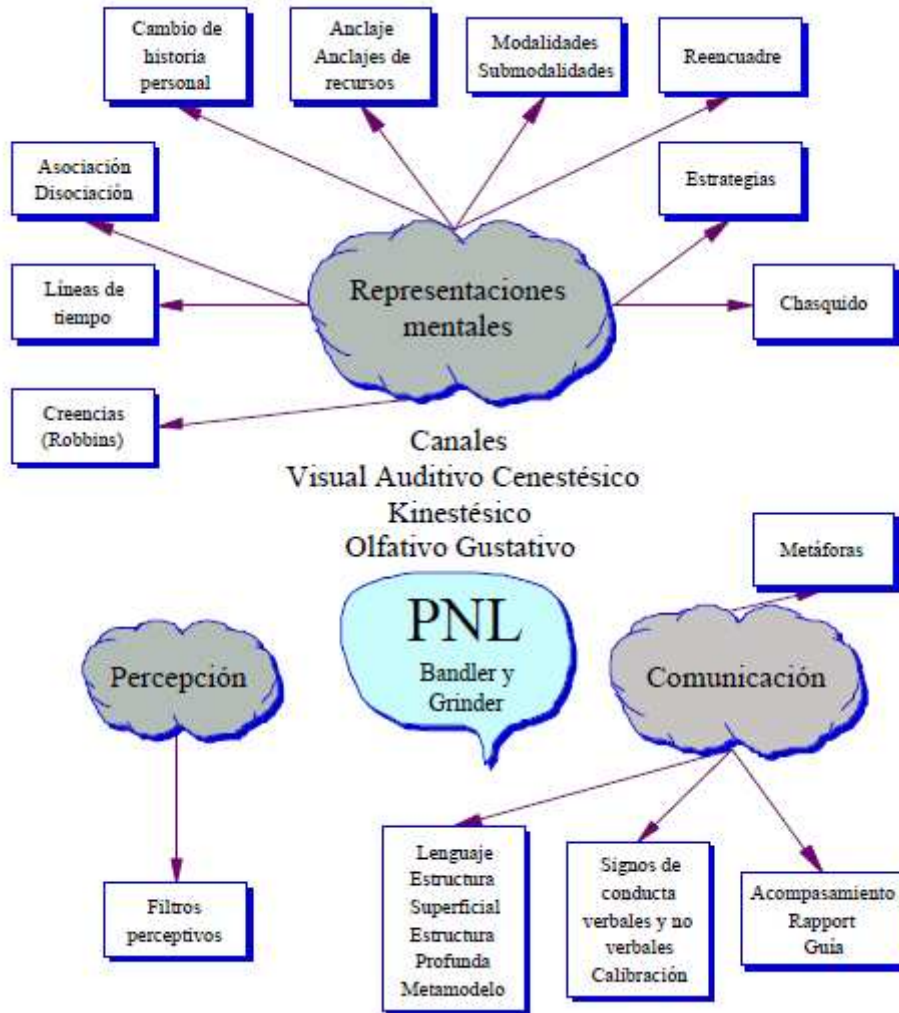 Cambio de
historia
personal
Anclaje
Anclajes de
recursos
Modalidades
Submodalidades
Reencuadre
Asociación
Disociación
Estrategias
Líneas de
tiempo
Representaciones
mentales
Chasquido
Creencias
(Robbins)
Canales
Visual Auditivo Cenestésico
Kinestésico
Olfativo Gustativo
Metáforas
PNL
Bandler y
Grinder
Percepción
Comunicación
Filtros
perceptivos
Lenguaje
Estructura
Superficial
Estructura
Profunda
Metamodelo
Signos de
conducta
verbales y no
verbales
Calibración
Acompasamiento
Rapport
Guía